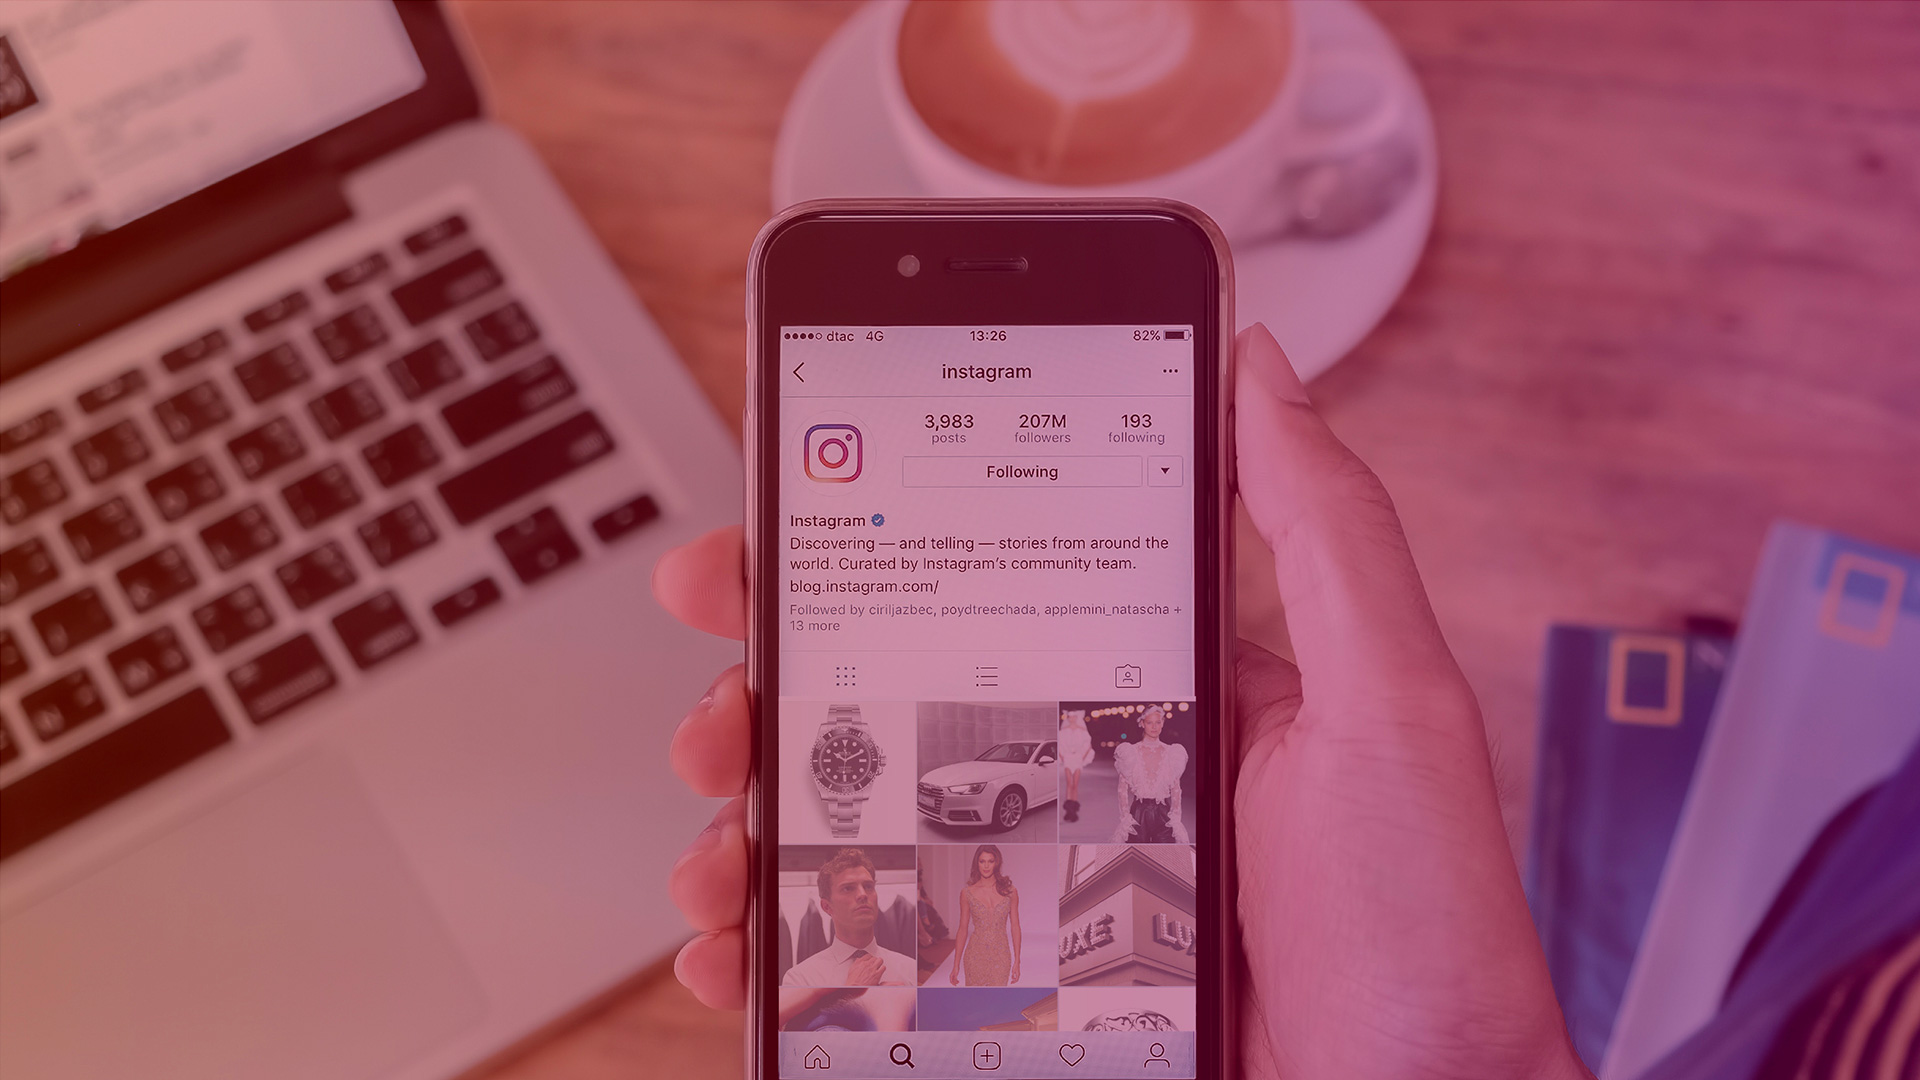 dtac 4G 13:26 82%
instagram
3,983 207M 193
posts followers following
Following
Instagram
Discovering — and telling — stories from around the
world. Curated by Instagram's community team.
blog.instagram.com/
Followed by ciriljazbec, poydtreechada, applemini_natascha +
13 more
UXE LU